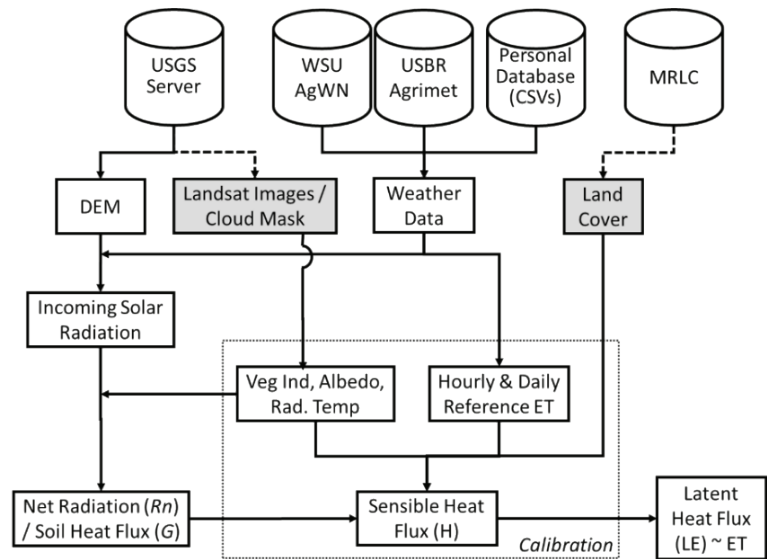 USGS
Server
WSU
AgWN
USBR
Agrimet
Personal
Database
(CSVs)
MRLC
DEM
Landsat Images /
Cloud Mask
Weather
Data
Land
Cover
Incoming Solar
Radiation
Veg Ind, Albedo,
Rad. Temp
Hourly & Daily
Reference ET
Net Radiation (Rn)
/ Soil Heat Flux (G)
Sensible Heat
Flux (H)
Calibration
Latent
Heat Flux
(LE) ~ ET